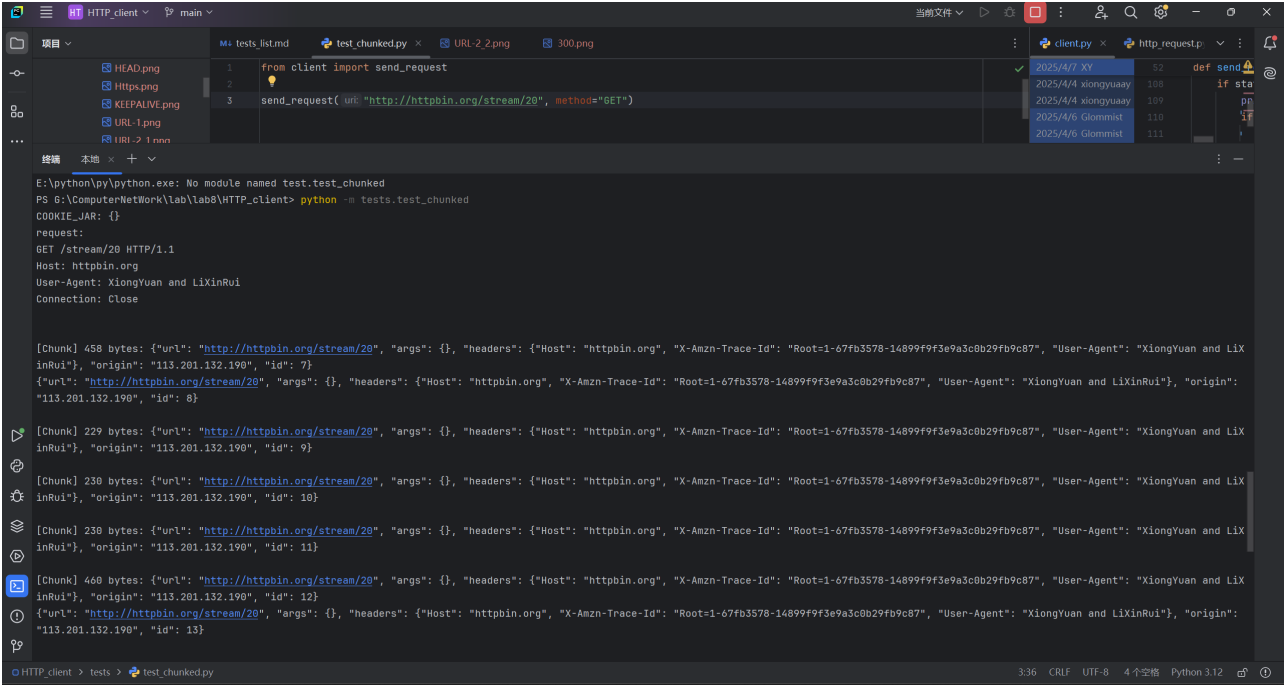 HT HTTP_client main 当前文件
项目
M+ tests_list.md test_chunked.py × URL-2_2.png 300.png client.py × http_request.p
HEAD.png
Https.png
KEEPALIVE.png
URL-1.png
URL-2_1.png
1 from client import send_request
2
3 send_request( uri: "http://httpbin.org/stream/20", method="GET")
2025/4/7 XY 52 def send
2025/4/4 xiongyuaay 108 if sta
2025/4/4 xiongyuaay 109 pr
2025/4/6 Glommist 110 if
2025/4/6 Glommist 111
终端 本地 ×
E:\python\py\python.exe: No module named test.test_chunked
PS G:\ComputerNetWork\lab\lab8\HTTP_client> python -m tests.test_chunked
COOKIE_JAR: {}
request:
GET /stream/20 HTTP/1.1
Host: httpbin.org
User-Agent: XiongYuan and LiXinRui
Connection: Close
[Chunk] 458 bytes: {"url": "http://httpbin.org/stream/20", "args": {}, "headers": {"Host": "httpbin.org", "X-Amzn-Trace-Id": "Root=1-67fb3578-14899f9f3e9a3c0b29fb9c87", "User-Agent": "XiongYuan and LiX
inRui"}, "origin": "113.201.132.190", "id": 7}
{"url": "http://httpbin.org/stream/20", "args": {}, "headers": {"Host": "httpbin.org", "X-Amzn-Trace-Id": "Root=1-67fb3578-14899f9f3e9a3c0b29fb9c87", "User-Agent": "XiongYuan and LiXinRui"}, "origin":
"113.201.132.190", "id": 8}
[Chunk] 229 bytes: {"url": "http://httpbin.org/stream/20", "args": {}, "headers": {"Host": "httpbin.org", "X-Amzn-Trace-Id": "Root=1-67fb3578-14899f9f3e9a3c0b29fb9c87", "User-Agent": "XiongYuan and LiX
inRui"}, "origin": "113.201.132.190", "id": 9}
[Chunk] 230 bytes: {"url": "http://httpbin.org/stream/20", "args": {}, "headers": {"Host": "httpbin.org", "X-Amzn-Trace-Id": "Root=1-67fb3578-14899f9f3e9a3c0b29fb9c87", "User-Agent": "XiongYuan and LiX
inRui"}, "origin": "113.201.132.190", "id": 10}
[Chunk] 230 bytes: {"url": "http://httpbin.org/stream/20", "args": {}, "headers": {"Host": "httpbin.org", "X-Amzn-Trace-Id": "Root=1-67fb3578-14899f9f3e9a3c0b29fb9c87", "User-Agent": "XiongYuan and LiX
inRui"}, "origin": "113.201.132.190", "id": 11}
[Chunk] 460 bytes: {"url": "http://httpbin.org/stream/20", "args": {}, "headers": {"Host": "httpbin.org", "X-Amzn-Trace-Id": "Root=1-67fb3578-14899f9f3e9a3c0b29fb9c87", "User-Agent": "XiongYuan and LiX
inRui"}, "origin": "113.201.132.190", "id": 12}
{"url": "http://httpbin.org/stream/20", "args": {}, "headers": {"Host": "httpbin.org", "X-Amzn-Trace-Id": "Root=1-67fb3578-14899f9f3e9a3c0b29fb9c87", "User-Agent": "XiongYuan and LiXinRui"}, "origin":
"113.201.132.190", "id": 13}
HTTP_client > tests > test_chunked.py 3:36 CRLF UTF-8 4个空格 Python 3.12